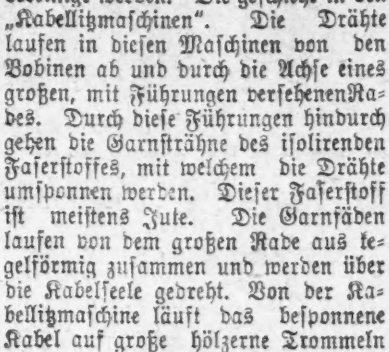 „Kabellitzmaschinen“. Die Drähte
laufen in diesen Maschinen von den
Bobinen ab und durch die Achse eines
großen, mit Führungen versehenenRa-
des. Durch diese Führungen hindurch
gehen die Garnsträhne des isolirenden
Faserstoffes, mit welchem die Drähte
umsponnen werden. Dieser Faserstoff
ist meistens Jute. Die Garnfäden
laufen von dem großen Rade aus ke-
gelförmig zusammen und werden über
die Kabelseele gedreht. Von der Ka-
bellitzmaschine läuft das besponnene
Kabel auf große hölzerne Trommeln